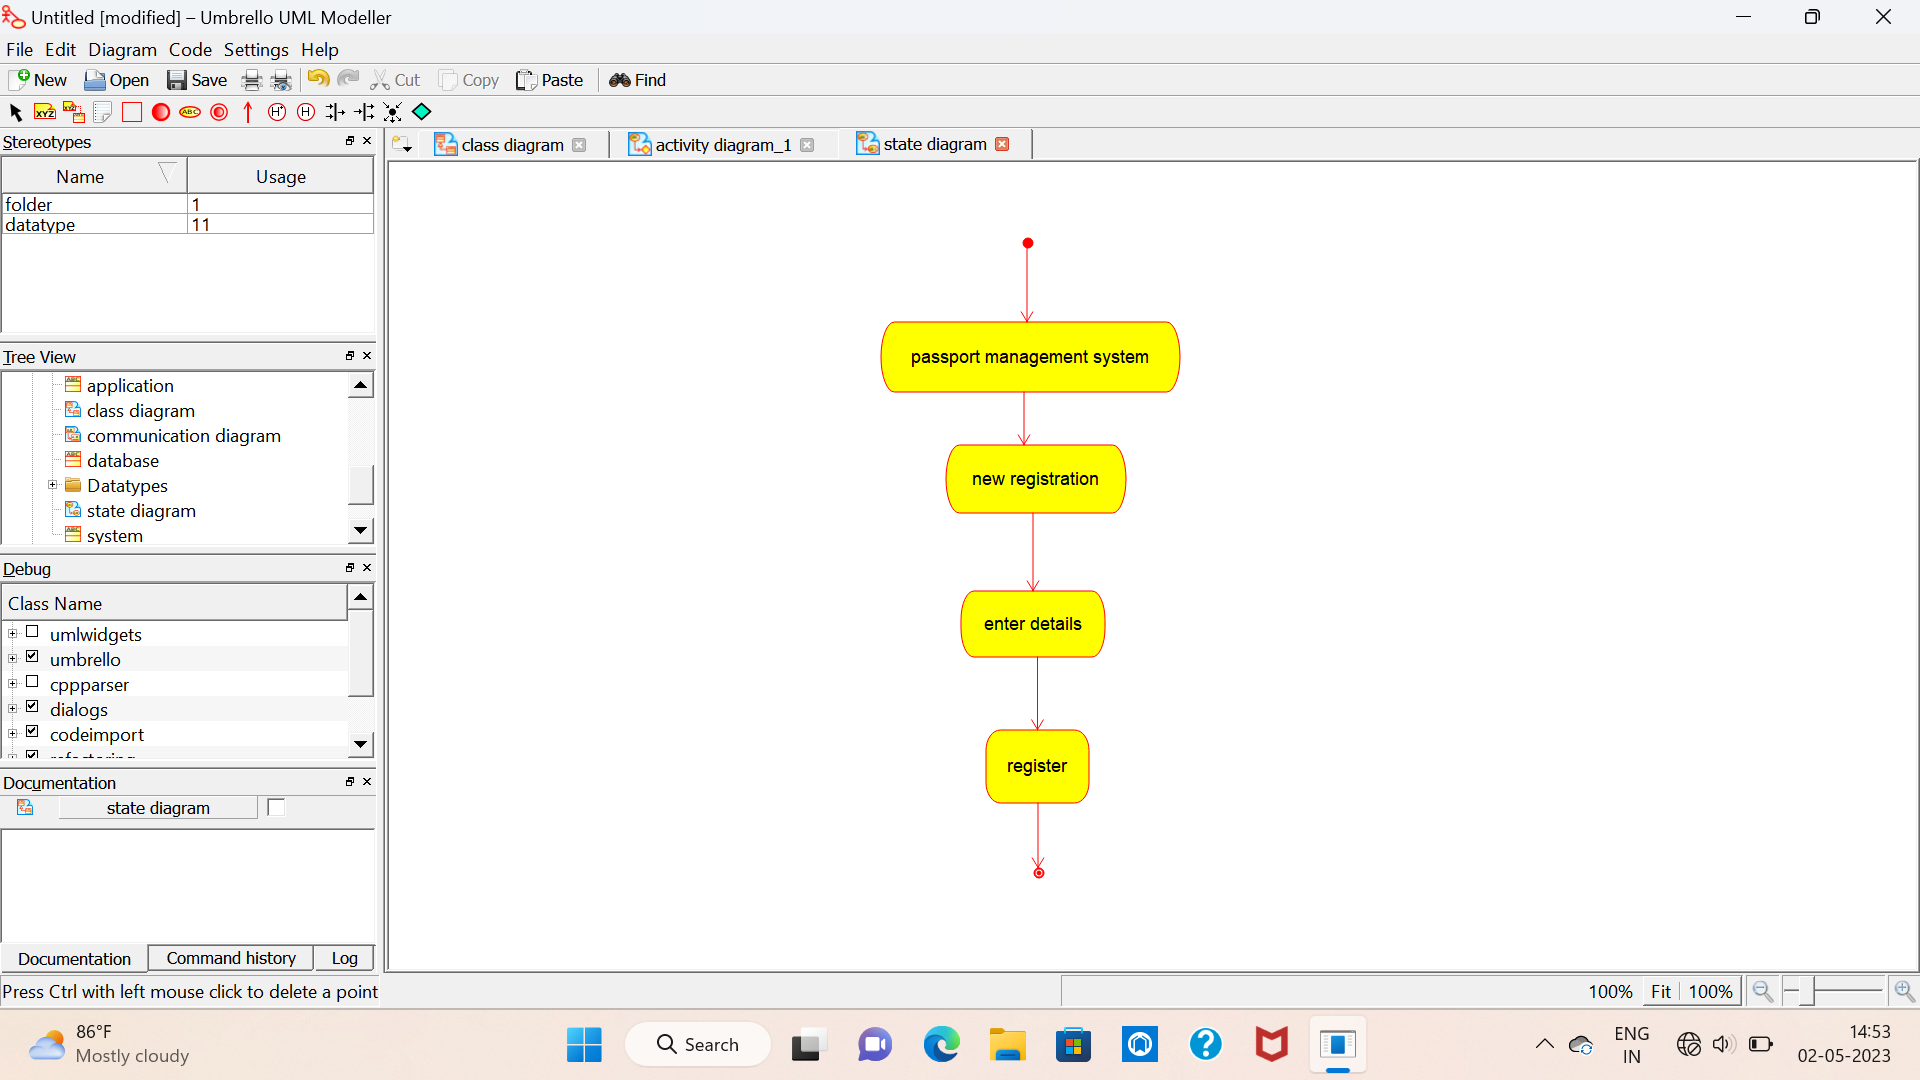 Untitled [modified] – Umbrello UML Modeller
File Edit Diagram Code Settings Help
New Open Save Cut Copy Paste Find
XYZ XYZ ABC H* H
Stereotypes
class diagram activity diagram_1 state diagram
Name Usage
folder 1
datatype 11
Tree View
application
class diagram
communication diagram
database
Datatypes
state diagram
system
Debug
Class Name
umlwidgets
umbrello
cppparser
dialogs
codeimport
refactoring
Documentation
state diagram
Documentation Command history Log
passport management system
new registration
enter details
register
Press Ctrl with left mouse click to delete a point
100% Fit 100%
86°F
Mostly cloudy
Search
ENG
IN
14:53
02-05-2023